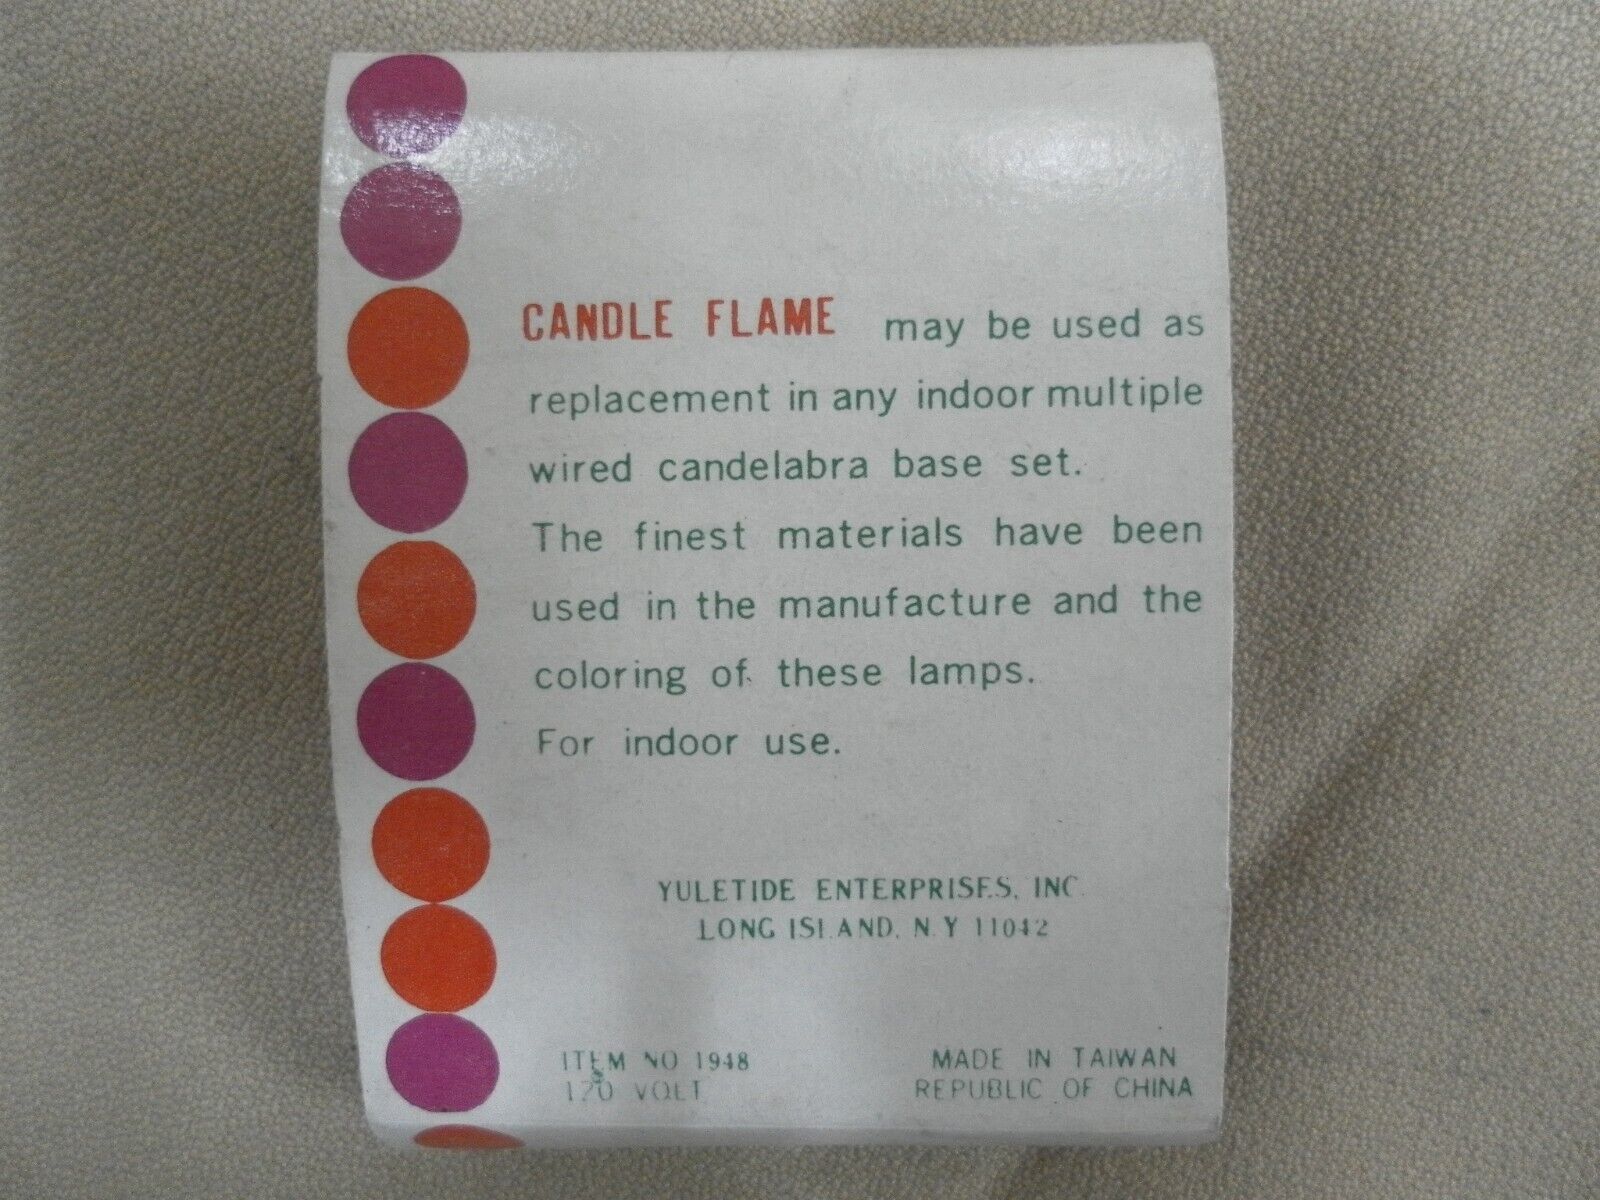 CANDLE FLAME may be used as
replacement in any indoor multiple
wired candelabra base set.
The finest materials have been
used in the manufacture and the
coloring of these lamps.
For indoor use.
YULETIDE ENTERPRISES, INC.
LONG ISLAND, N.Y 11042
ITEM NO 1948
120 VOLT
MADE IN TAIWAN
REPUBLIC OF CHINA